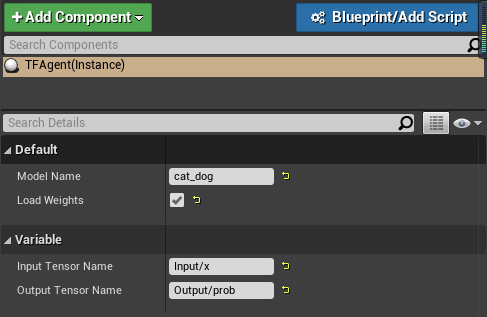 + Add Component
Blueprint/Add Script
Search Components
TFAgent(Instance)
Search Details
Default
Model Name cat_dog
Load Weights
Variable
Input Tensor Name Input/x
Output Tensor Name Output/prob